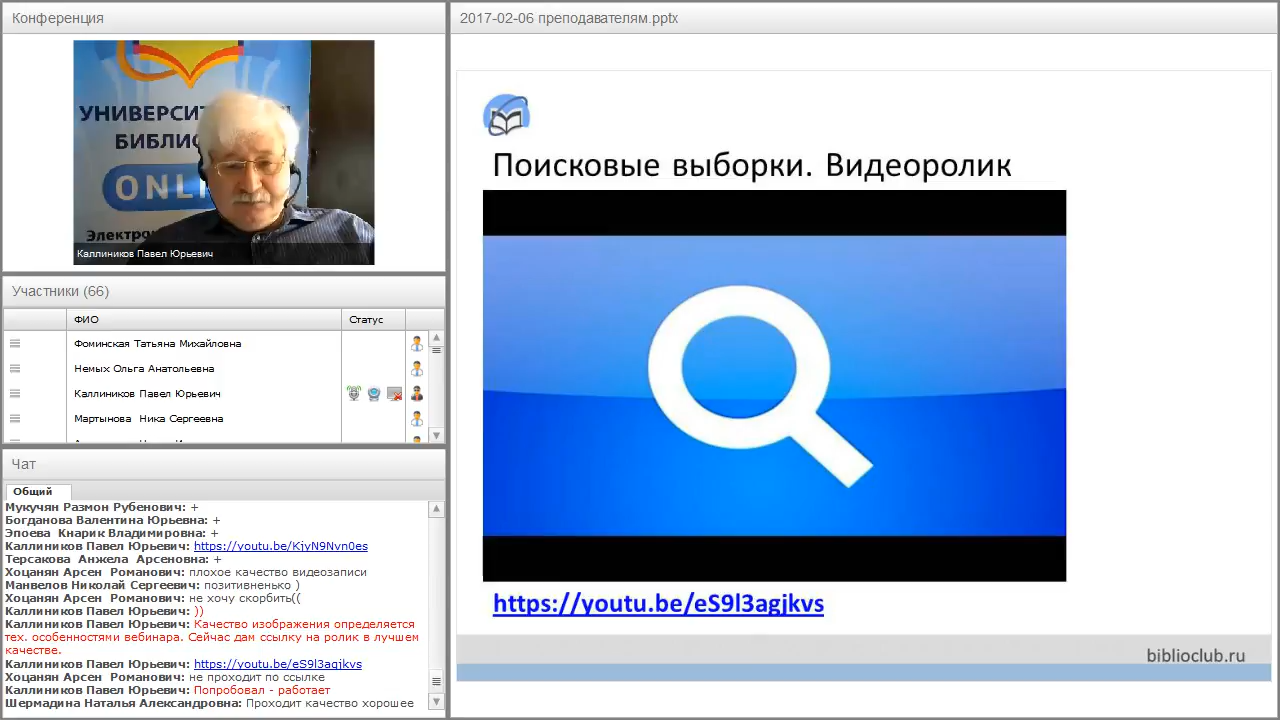 Конференция
УНИВЕРСИТ
БИБЛИО
ONLI
Электро
Каллиников Павел Юрьевич
Участники (66)
ФИО Статус
Фоминская Татьяна Михайловна
Немых Ольга Анатольевна
Каллиников Павел Юрьевич
Мартынова Ника Сергеевна
Чат
Общий
Мукучян Размон Рубенович: +
Богданова Валентина Юрьевна: +
Эпоева Кнарик Владимировна: +
Каллиников Павел Юрьевич: https://youtu.be/KjyN9Nvn0es
Терсакова Анжела Арсеновна: +
Хоцанян Арсен Романович: плохое качество видеозаписи
Манвелов Николай Сергеевич: позитивненько )
Хоцанян Арсен Романович: не хочу скорбить((
Каллиников Павел Юрьевич: ))
Каллиников Павел Юрьевич: Качество изображения определяется
тех. особенностями вебинара. Сейчас дам ссылку на ролик в лучшем
качестве.
Каллиников Павел Юрьевич: https://youtu.be/eS9l3agjkvs
Хоцанян Арсен Романович: не проходит по ссылке
Каллиников Павел Юрьевич: Попробовал - работает
Шермадина Наталья Александровна: Проходит качество хорошее
2017-02-06 преподавателям.pptx
Поисковые выборки. Видеоролик
https://youtu.be/eS9l3agjkvs
biblioclub.ru